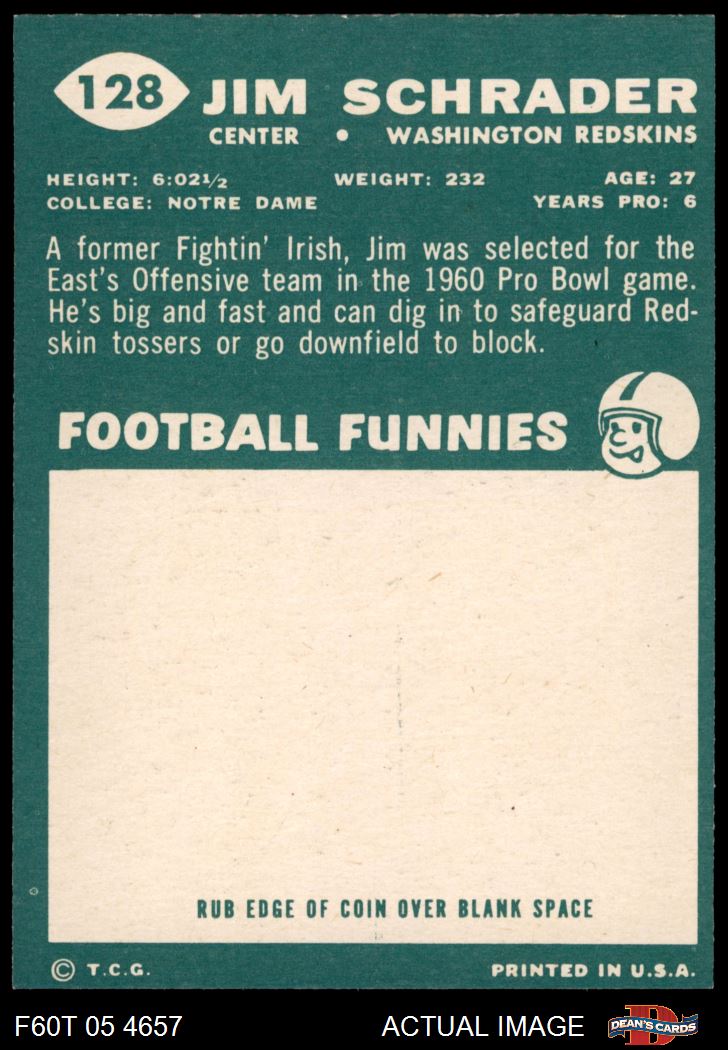 128 JIM SCHRADER
CENTER • WASHINGTON REDSKINS
HEIGHT: 6:02½ WEIGHT: 232 AGE: 27
COLLEGE: NOTRE DAME YEARS PRO: 6
A former Fightin' Irish, Jim was selected for the
East's Offensive team in the 1960 Pro Bowl game.
He's big and fast and can dig in to safeguard Red-
skin tossers or go downfield to block.
FOOTBALL FUNNIES
RUB EDGE OF COIN OVER BLANK SPACE
© T.C.G. PRINTED IN U.S.A.
F60T 05 4657 ACTUAL IMAGE D DEAN'S CARDS